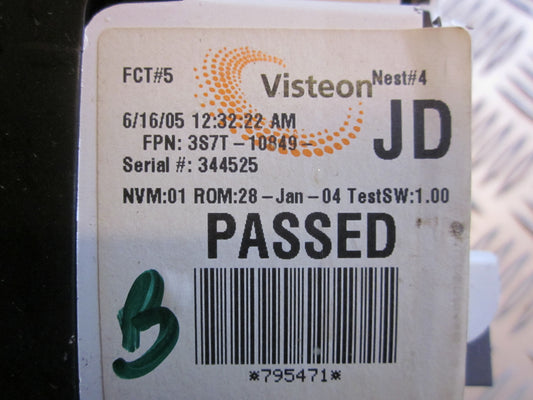 FCT#5
Visteon
Nest#4
6/16/05 12:32:22 AM
JD
FPN: 3S7T-10849-
Serial #: 344525
NVM:01 ROM:28-Jan-04 TestSW:1.00
PASSED
B
*795471*